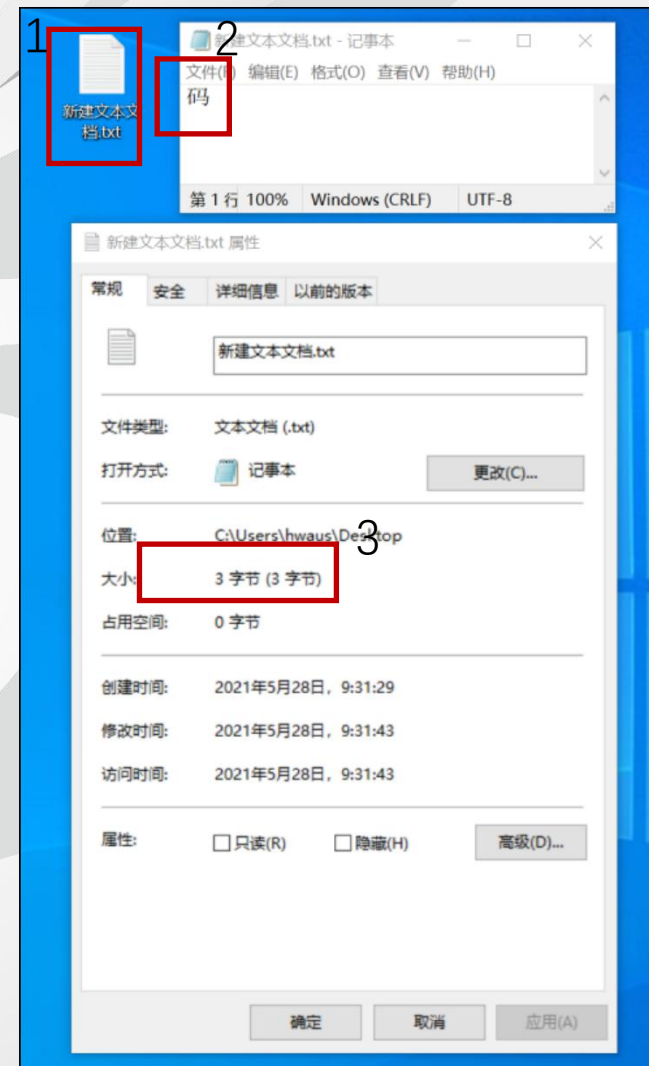 1
新建文本文
档.txt
2
新建文本文档.txt - 记事本
文件(F) 编辑(E) 格式(O) 查看(V) 帮助(H)
码
第 1 行 100% Windows (CRLF) UTF-8
新建文本文档.txt 属性
常规 安全 详细信息 以前的版本
新建文本文档.txt
文件类型: 文本文档 (.txt)
打开方式: 记事本 更改(C)...
位置: C:\Users\hwaus\Desktop
3
大小: 3 字节 (3 字节)
占用空间: 0 字节
创建时间: 2021年5月28日，9:31:29
修改时间: 2021年5月28日，9:31:43
访问时间: 2021年5月28日，9:31:43
属性: 只读(R) 隐藏(H) 高级(D)...
确定 取消 应用(A)